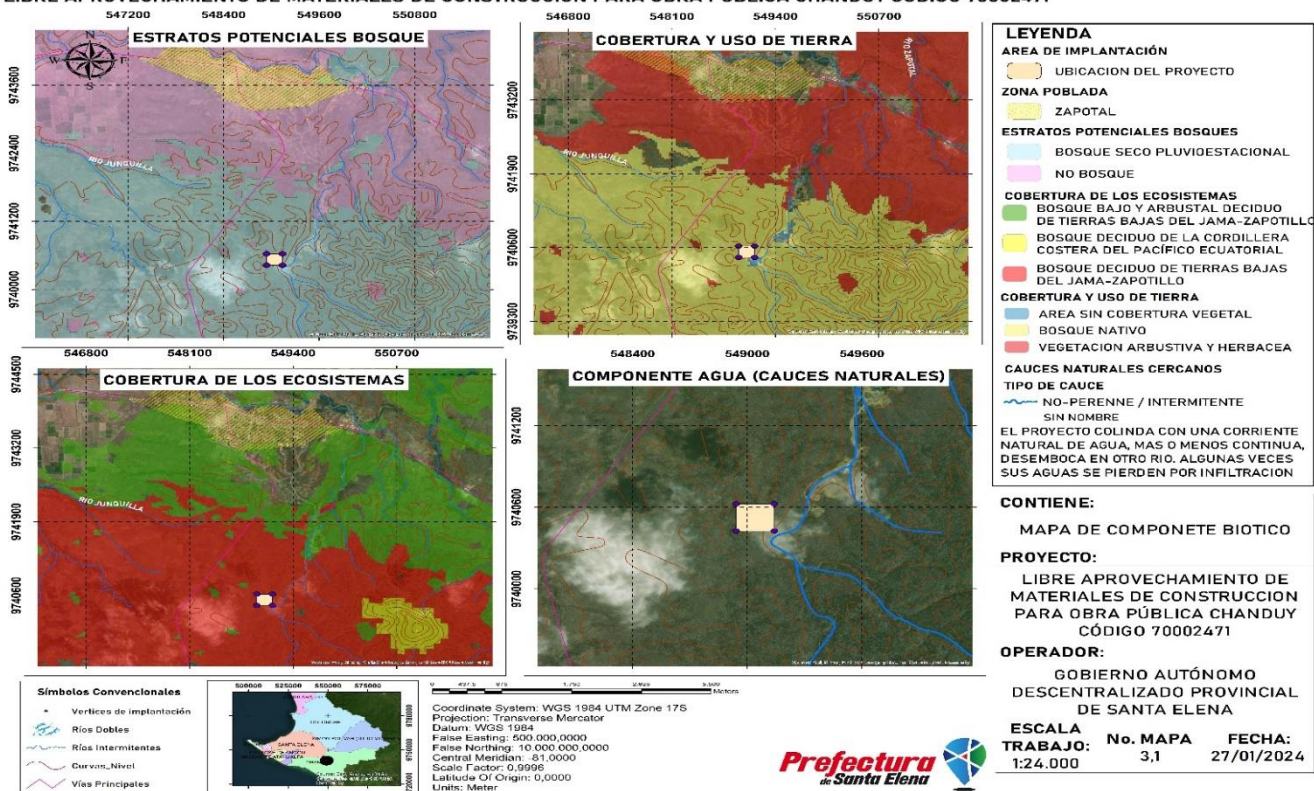 LIBRE APROVECHAMIENTO DE MATERIALES DE CONSTRUCCIÓN PARA OBRA PÚBLICA CHANDUY CÓDIGO 70002471
547200 548400 549600 550800
ESTRATOS POTENCIALES BOSQUE
N
W
9743600
9742400
9741200
9740000
RIO JUNQUILLA
546800 548100 549400 550700
COBERTURA Y USO DE TIERRA
RIO ZAPOTAL
9743200
9741900
9740600
9739300
RIO JUNQUILLA
546800 548100 549400 550700
COBERTURA DE LOS ECOSISTEMAS
9744500
9743200
9741900
9740600
RIO JUNQUILLA
548400 549000 549600
COMPONENTE AGUA (CAUCES NATURALES)
9741200
9740600
9740000
LEYENDA
AREA DE IMPLANTACIÓN
UBICACION DEL PROYECTO
ZONA POBLADA
ZAPOTAL
ESTRATOS POTENCIALES BOSQUES
BOSQUE SECO PLUVIOESTACIONAL
NO BOSQUE
COBERTURA DE LOS ECOSISTEMAS
BOSQUE BAJO Y ARBUSTAL DECIDUO
DE TIERRAS BAJAS DEL JAMA-ZAPOTILLO
BOSQUE DECIDUO DE LA CORDILLERA
COSTERA DEL PACÍFICO ECUATORIAL
BOSQUE DECIDUO DE TIERRAS BAJAS
DEL JAMA-ZAPOTILLO
COBERTURA Y USO DE TIERRA
AREA SIN COBERTURA VEGETAL
BOSQUE NATIVO
VEGETACION ARBUSTIVA Y HERBACEA
CAUCES NATURALES CERCANOS
TIPO DE CAUCE
NO-PERENNE / INTERMITENTE
SIN NOMBRE
EL PROYECTO COLINDA CON UNA CORRIENTE
NATURAL DE AGUA, MAS O MENOS CONTINUA,
DESEMBOCA EN OTRO RIO. ALGUNAS VECES
SUS AGUAS SE PIERDEN POR INFILTRACION
CONTIENE:
MAPA DE COMPONETE BIOTICO
PROYECTO:
LIBRE APROVECHAMIENTO DE
MATERIALES DE CONSTRUCCION
PARA OBRA PÚBLICA CHANDUY
CÓDIGO 70002471
OPERADOR:
GOBIERNO AUTÓNOMO
DESCENTRALIZADO PROVINCIAL
DE SANTA ELENA
ESCALA TRABAJO: 1:24.000
No. MAPA 3,1
FECHA: 27/01/2024
Símbolos Convencionales
Vertices de implantación
Ríos Dobles
Ríos Intermitentes
Curvas_Nivel
Vías Principales
500000 525000 550000 575000
SANTA ELENA
Meters
Coordinate System: WGS 1984 UTM Zone 17S
Projection: Transverse Mercator
Datum: WGS 1984
False Easting: 500.000,0000
False Northing: 10.000.000,0000
Central Meridian: -81,0000
Scale Factor: 0,9996
Latitude Of Origin: 0,0000
Units: Meter
Prefectura
de Santa Elena